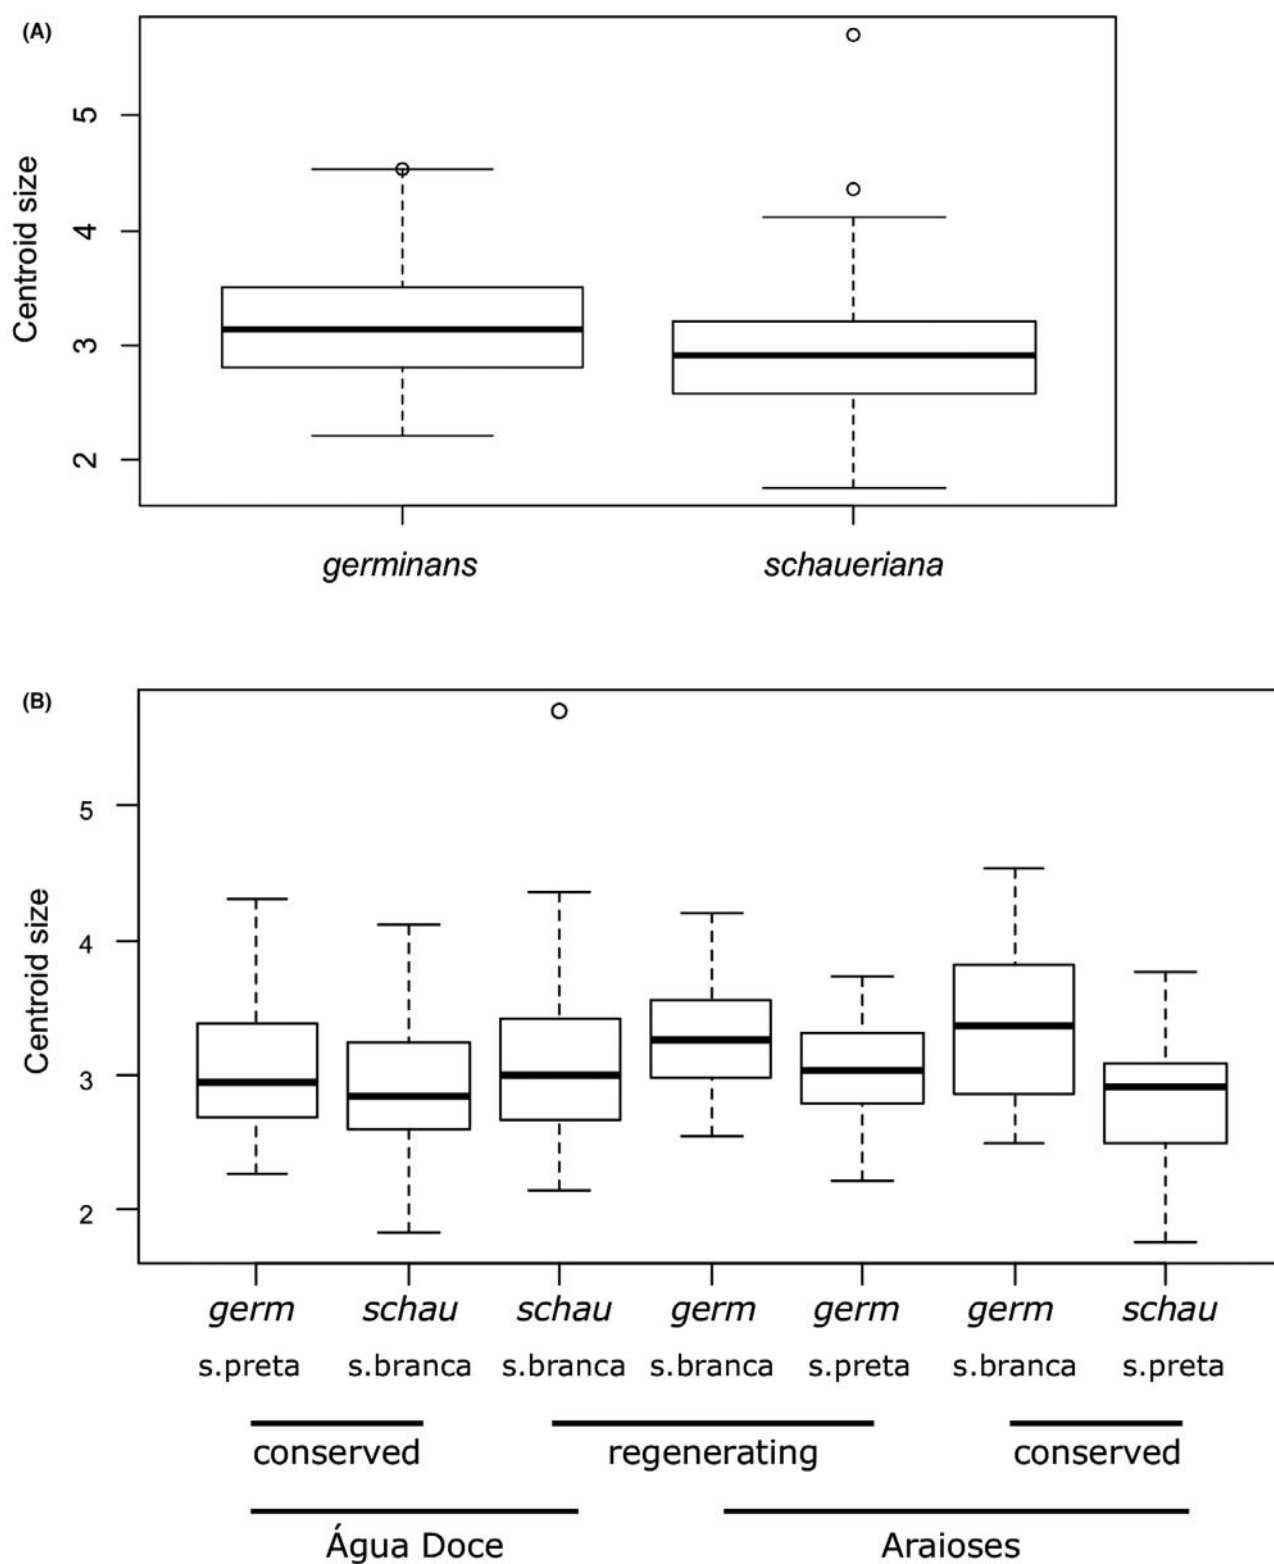 (A)
5
4
3
2
Centroid size
germinans schaueriana
(B)
5
4
3
2
Centroid size
germ schau schau germ germ germ schau
s.preta s.branca s.branca s.branca s.preta s.branca s.preta
conserved regenerating conserved
Água Doce Araioses